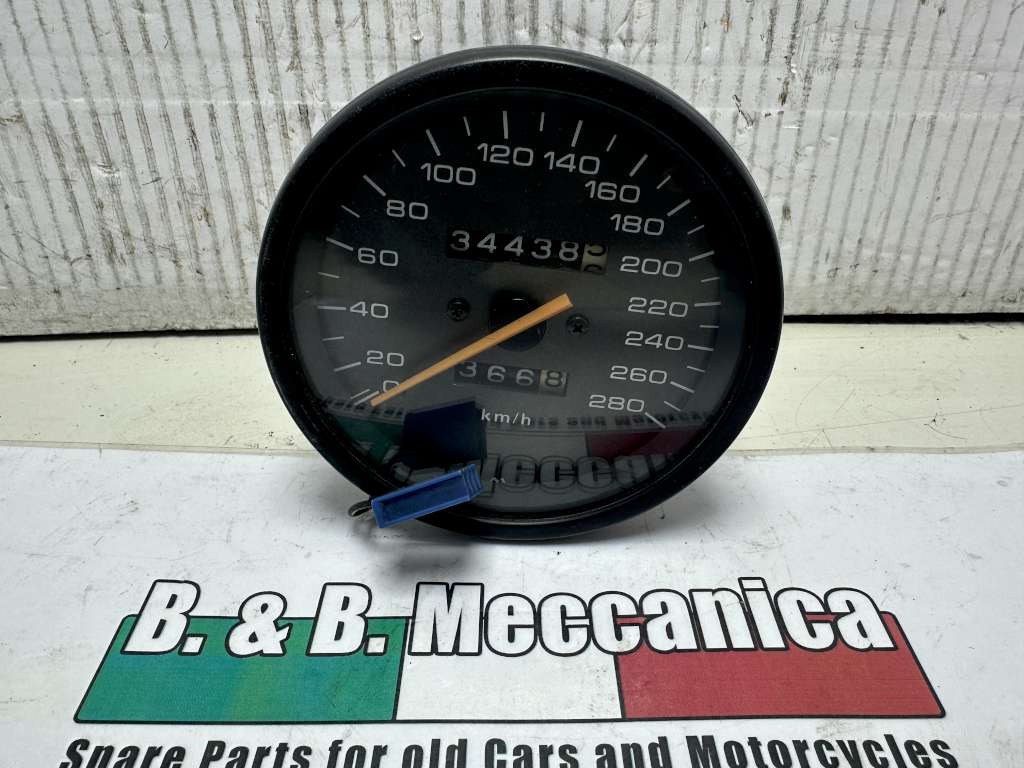 120 140
100 160
80 180
34438
60 200
40 220
240
20 3668 260
0 280
km/h
Meccanica
B. & B. Meccanica
Spare Parts for old Cars and Motorcycles